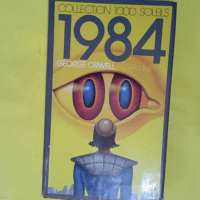 COLLECTION 1000 SOLEILS
1984
GEORGE ORWELL